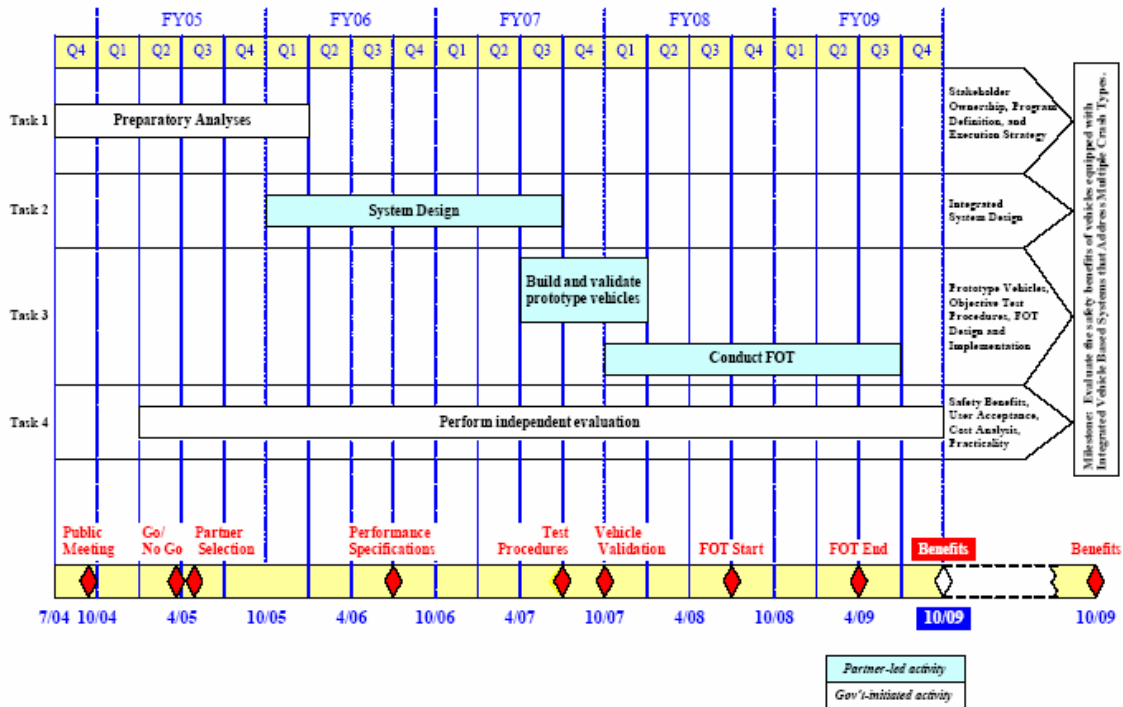 FY05 FY06 FY07 FY08 FY09
Q4 Q1 Q2 Q3 Q4 Q1 Q2 Q3 Q4 Q1 Q2 Q3 Q4 Q1 Q2 Q3 Q4 Q1 Q2 Q3 Q4
Task 1
Preparatory Analyses
Stakeholder
Ownership, Program
Definition, and
Execution Strategy
Task 2
System Design
Integrated
System Design
Task 3
Build and validate
prototype vehicles
Conduct FOT
Prototype Vehicles,
Objective Test
Procedures, FOT
Design and
Implementation
Task 4
Perform independent evaluation
Safety Benefits,
User Acceptance,
Cost Analysis,
Practicality
Milestone: Evaluate the safety benefits of vehicles equipped with
Integrated Vehicle Based Systems that Address Multiple Crash Types.
Public
Meeting
Go/
No Go
Partner
Selection
Performance
Specifications
Test
Procedures
Vehicle
Validation
FOT Start
FOT End
Benefits
Benefits
7/04 10/04 4/05 10/05 4/06 10/06 4/07 10/07 4/08 10/08 4/09 10/09 10/09
Partner-led activity
Gov't-initiated activity